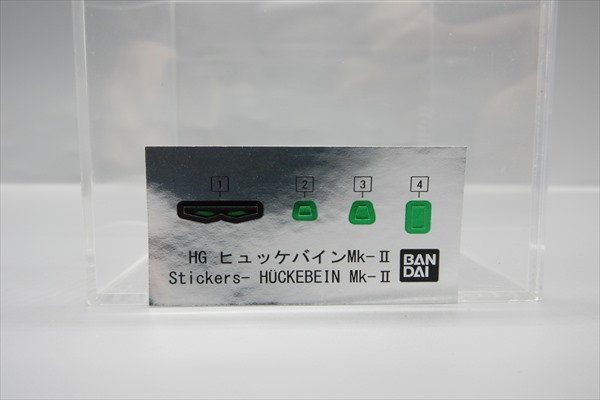 1 2 3 4
HG ヒュッケバインMk-Ⅱ
Stickers- HÜCKEBEIN Mk-Ⅱ
BAN
DAI